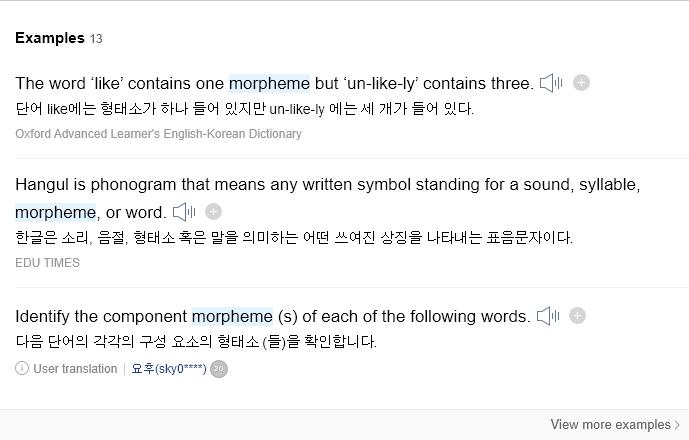 Examples 13
The word ‘like’ contains one morpheme but ‘un-like-ly’ contains three.
단어 like에는 형태소가 하나 들어 있지만 un-like-ly 에는 세 개가 들어 있다.
Oxford Advanced Learner's English-Korean Dictionary
Hangul is phonogram that means any written symbol standing for a sound, syllable,
morpheme, or word.
한글은 소리, 음절, 형태소 혹은 말을 의미하는 어떤 쓰여진 상징을 나타내는 표음문자이다.
EDU TIMES
Identify the component morpheme (s) of each of the following words.
다음 단어의 각각의 구성 요소의 형태소 (들)을 확인합니다.
User translation 요후(sky0****) 20
View more examples